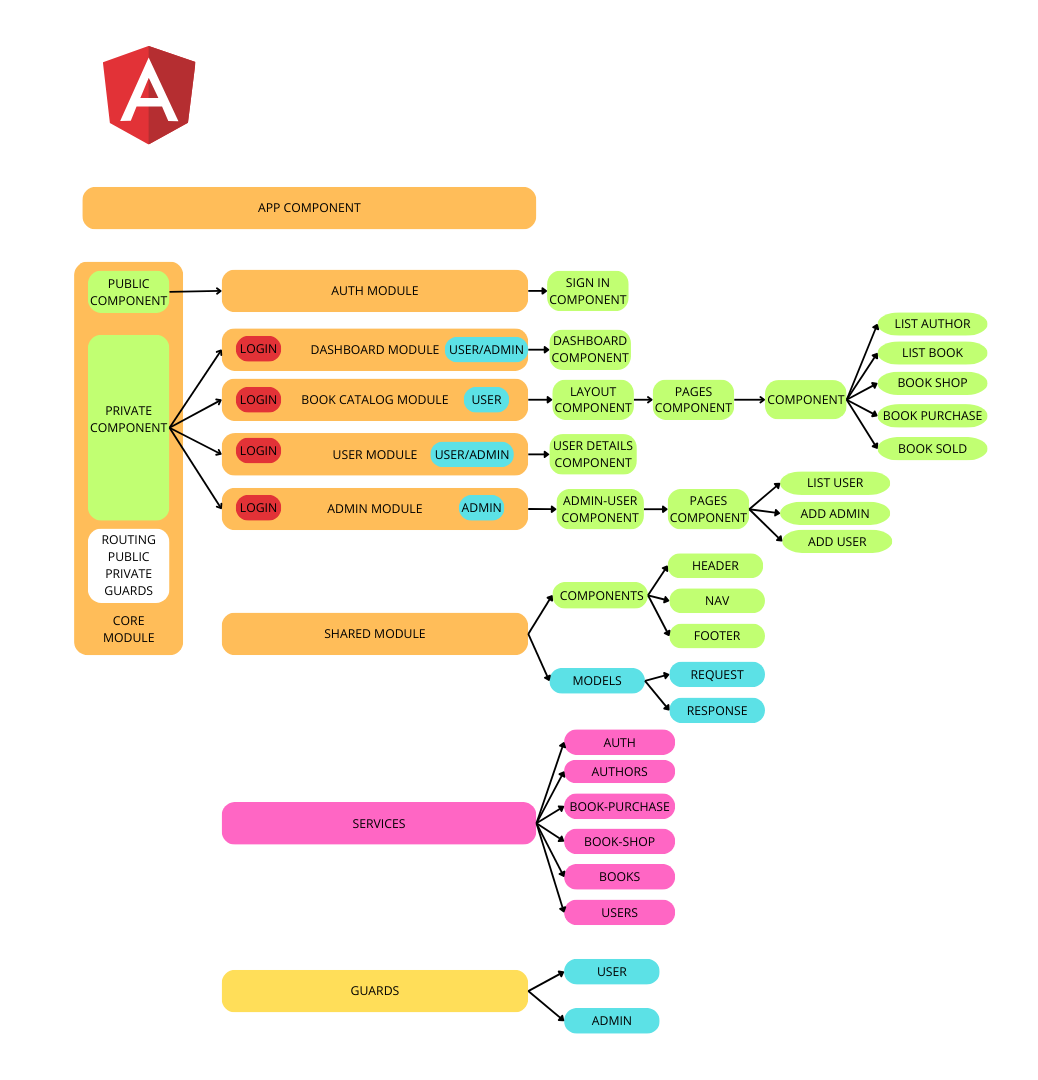 APP COMPONENT
PUBLIC
COMPONENT
AUTH MODULE
SIGN IN
COMPONENT
PRIVATE
COMPONENT
LOGIN
DASHBOARD MODULE
USER/ADMIN
DASHBOARD
COMPONENT
LOGIN
BOOK CATALOG MODULE
USER
LAYOUT
COMPONENT
PAGES
COMPONENT
COMPONENT
LIST AUTHOR
LIST BOOK
BOOK SHOP
BOOK PURCHASE
BOOK SOLD
LOGIN
USER MODULE
USER/ADMIN
USER DETAILS
COMPONENT
LOGIN
ADMIN MODULE
ADMIN
ADMIN-USER
COMPONENT
PAGES
COMPONENT
LIST USER
ADD ADMIN
ADD USER
ROUTING
PUBLIC
PRIVATE
GUARDS
CORE
MODULE
SHARED MODULE
COMPONENTS
HEADER
NAV
FOOTER
MODELS
REQUEST
RESPONSE
SERVICES
AUTH
AUTHORS
BOOK-PURCHASE
BOOK-SHOP
BOOKS
USERS
GUARDS
USER
ADMIN